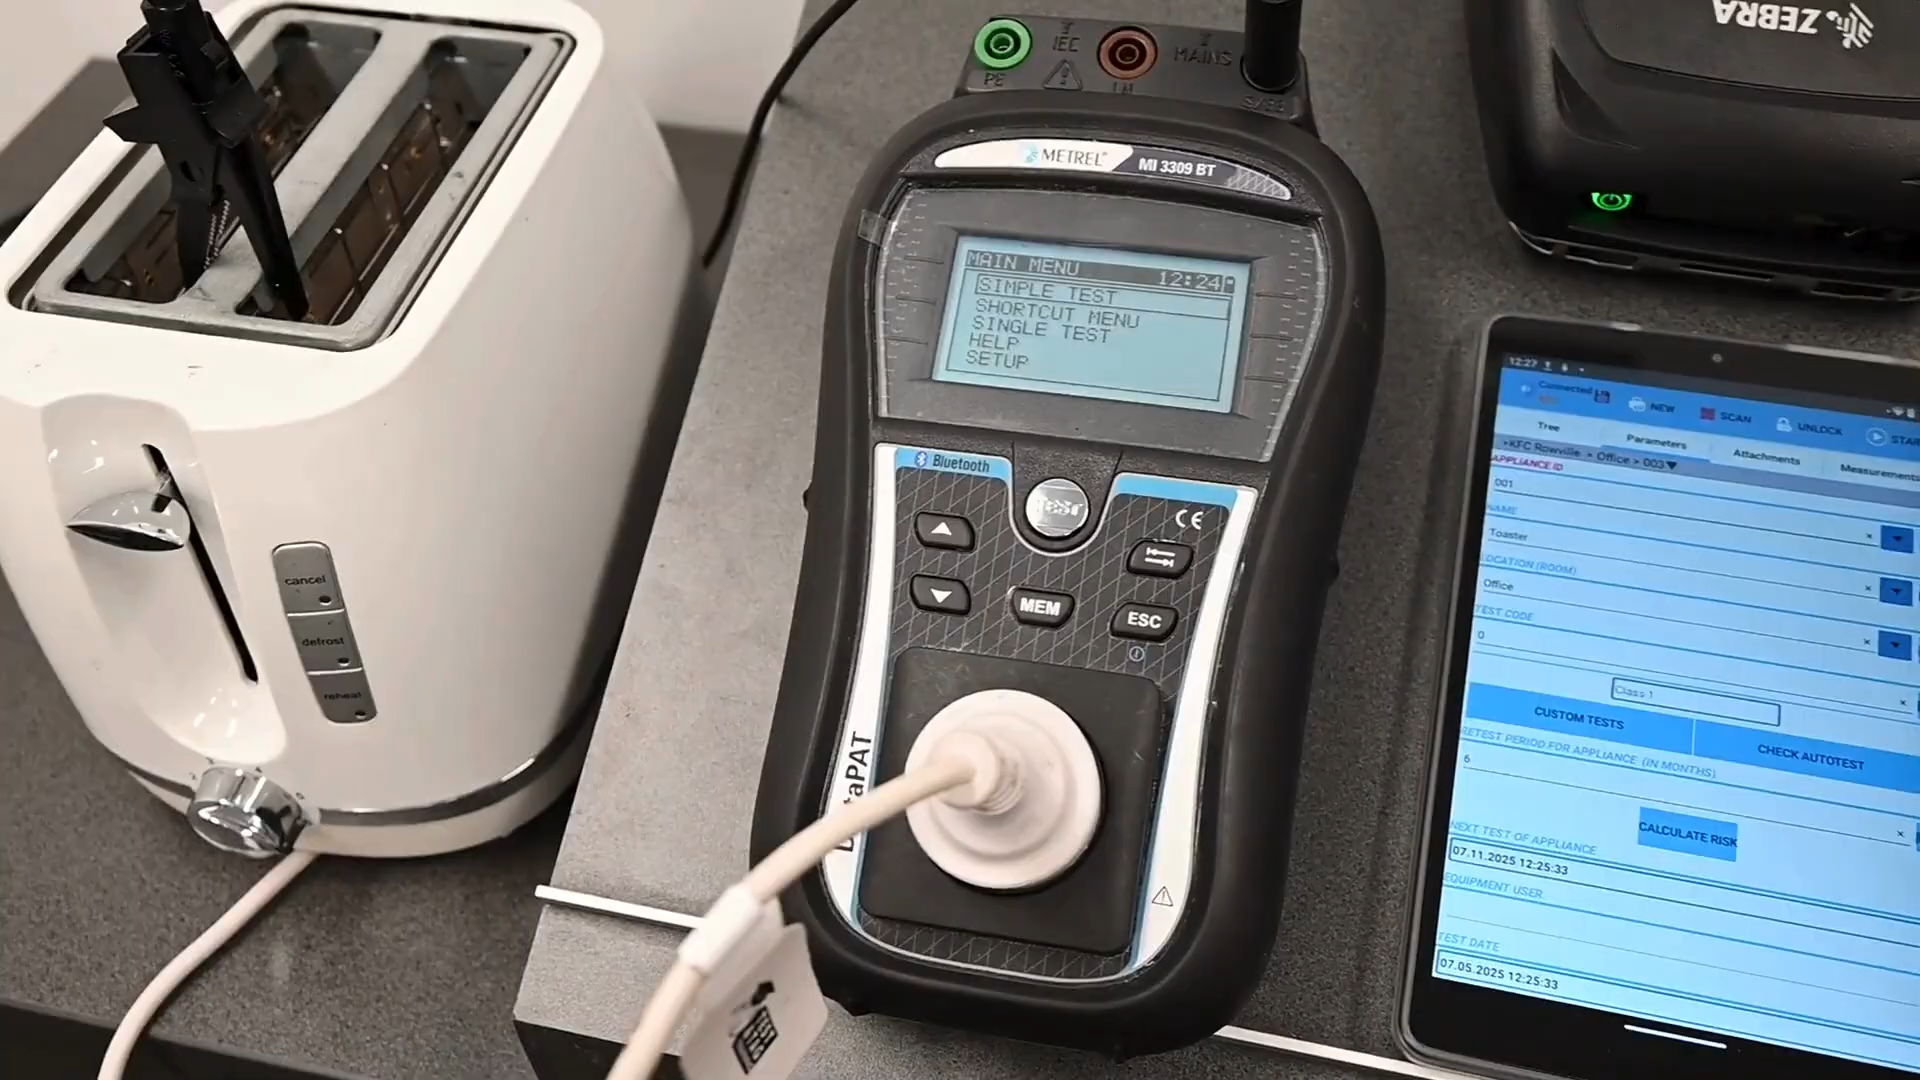 ZEBRA
IEC
MAINS
PE
METREL
MI 3309 BT
MAIN MENU 12:24
SIMPLE TEST
SHORTCUT MENU
SINGLE TEST
HELP
SETUP
Bluetooth
TEST
CE
MEM
ESC
taPAT
cancel
defrost
reheat
12:27
Connected
NEW
SCAN
UNLOCK
STAR
Tree
Parameters
Attachments
Measurements
>KFC Rowville > Office > 003
APPLIANCE ID
001
NAME
Toaster
LOCATION (ROOM)
Office
TEST CODE
0
Class 1
CUSTOM TESTS
CHECK AUTOTEST
RETEST PERIOD FOR APPLIANCE (IN MONTHS)
6
CALCULATE RISK
NEXT TEST OF APPLIANCE
07.11.2025 12:25:33
EQUIPMENT USER
TEST DATE
07.05.2025 12:25:33